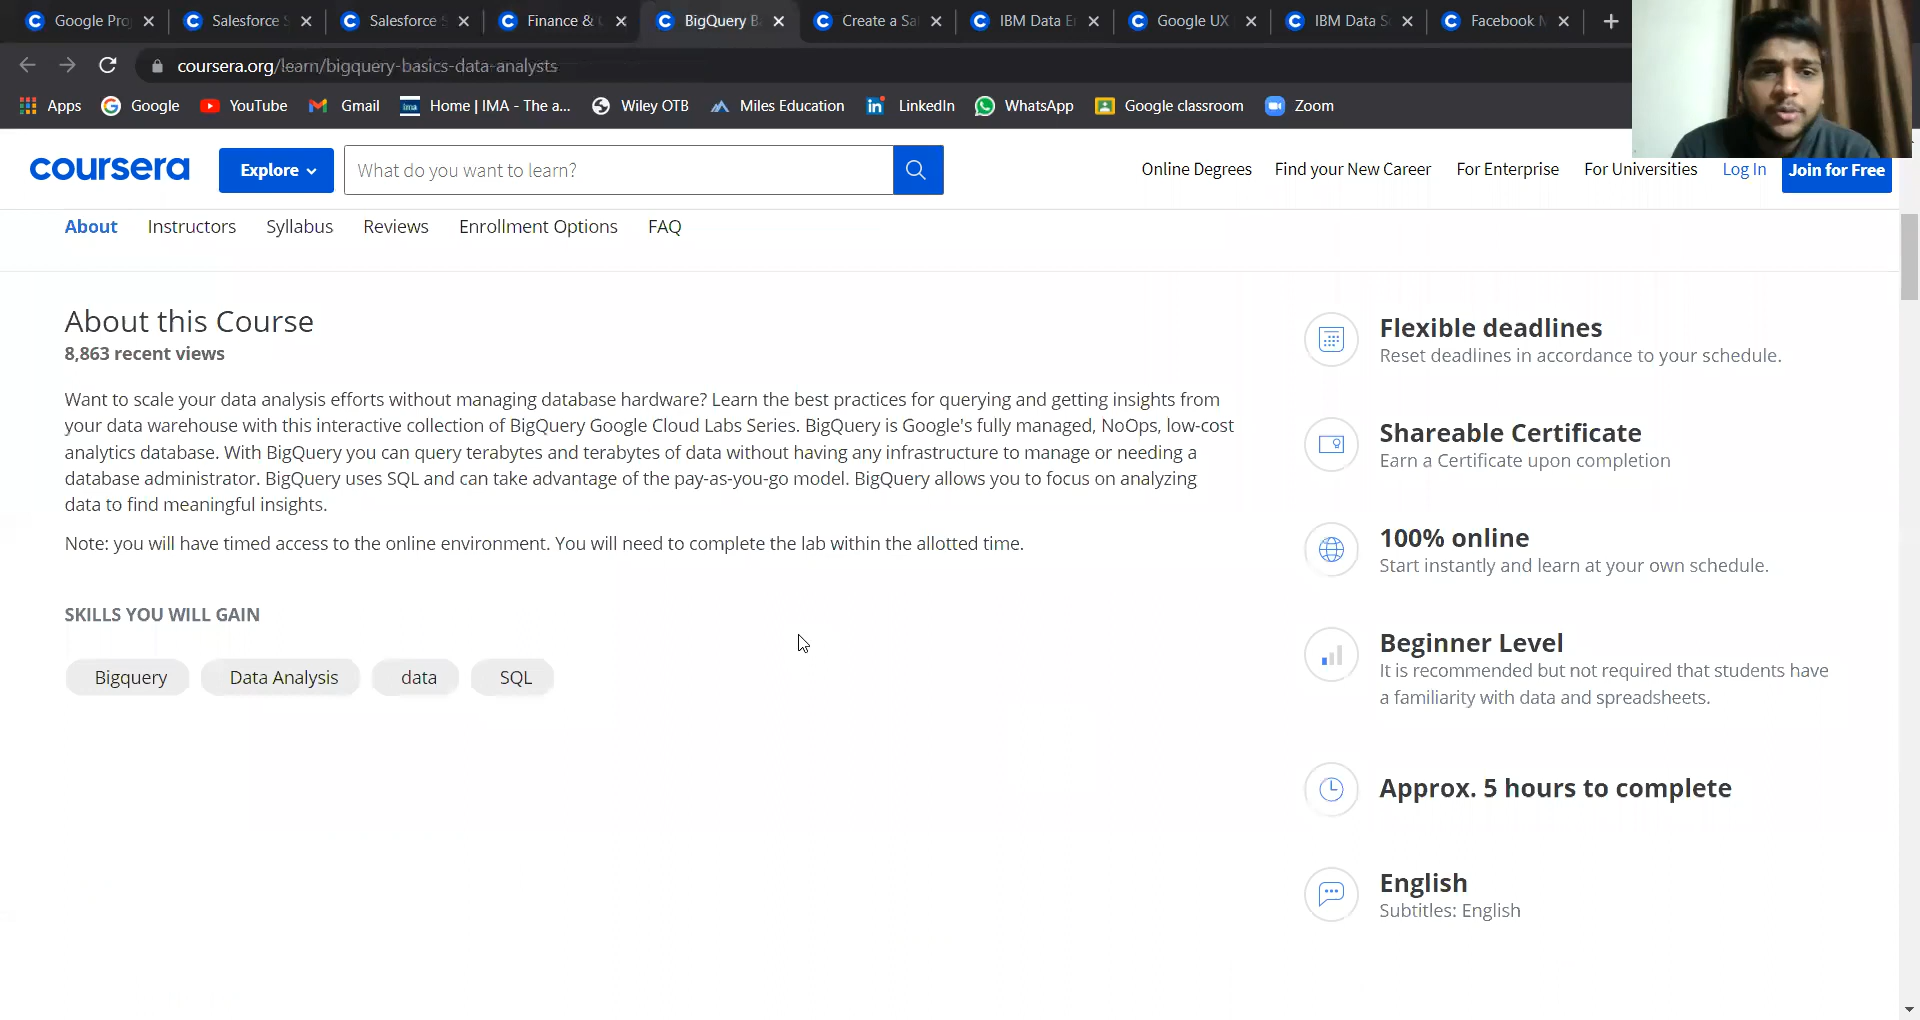 Google Pro
Salesforce S
Salesforce S
Finance &
BigQuery B
Create a Sa
IBM Data E
Google UX
IBM Data S
Facebook M
coursera.org/learn/bigquery-basics-data-analysts
Apps
Google
YouTube
Gmail
ima
Home | IMA - The a...
Wiley OTB
Miles Education
in
LinkedIn
WhatsApp
Google classroom
Zoom
coursera
Explore
What do you want to learn?
Online Degrees
Find your New Career
For Enterprise
For Universities
Log In
Join for Free
About
Instructors
Syllabus
Reviews
Enrollment Options
FAQ
About this Course
8,863 recent views
Want to scale your data analysis efforts without managing database hardware? Learn the best practices for querying and getting insights from
your data warehouse with this interactive collection of BigQuery Google Cloud Labs Series. BigQuery is Google's fully managed, NoOps, low-cost
analytics database. With BigQuery you can query terabytes and terabytes of data without having any infrastructure to manage or needing a
database administrator. BigQuery uses SQL and can take advantage of the pay-as-you-go model. BigQuery allows you to focus on analyzing
data to find meaningful insights.
Note: you will have timed access to the online environment. You will need to complete the lab within the allotted time.
SKILLS YOU WILL GAIN
Bigquery
Data Analysis
data
SQL
Flexible deadlines
Reset deadlines in accordance to your schedule.
Shareable Certificate
Earn a Certificate upon completion
100% online
Start instantly and learn at your own schedule.
Beginner Level
It is recommended but not required that students have
a familiarity with data and spreadsheets.
Approx. 5 hours to complete
English
Subtitles: English